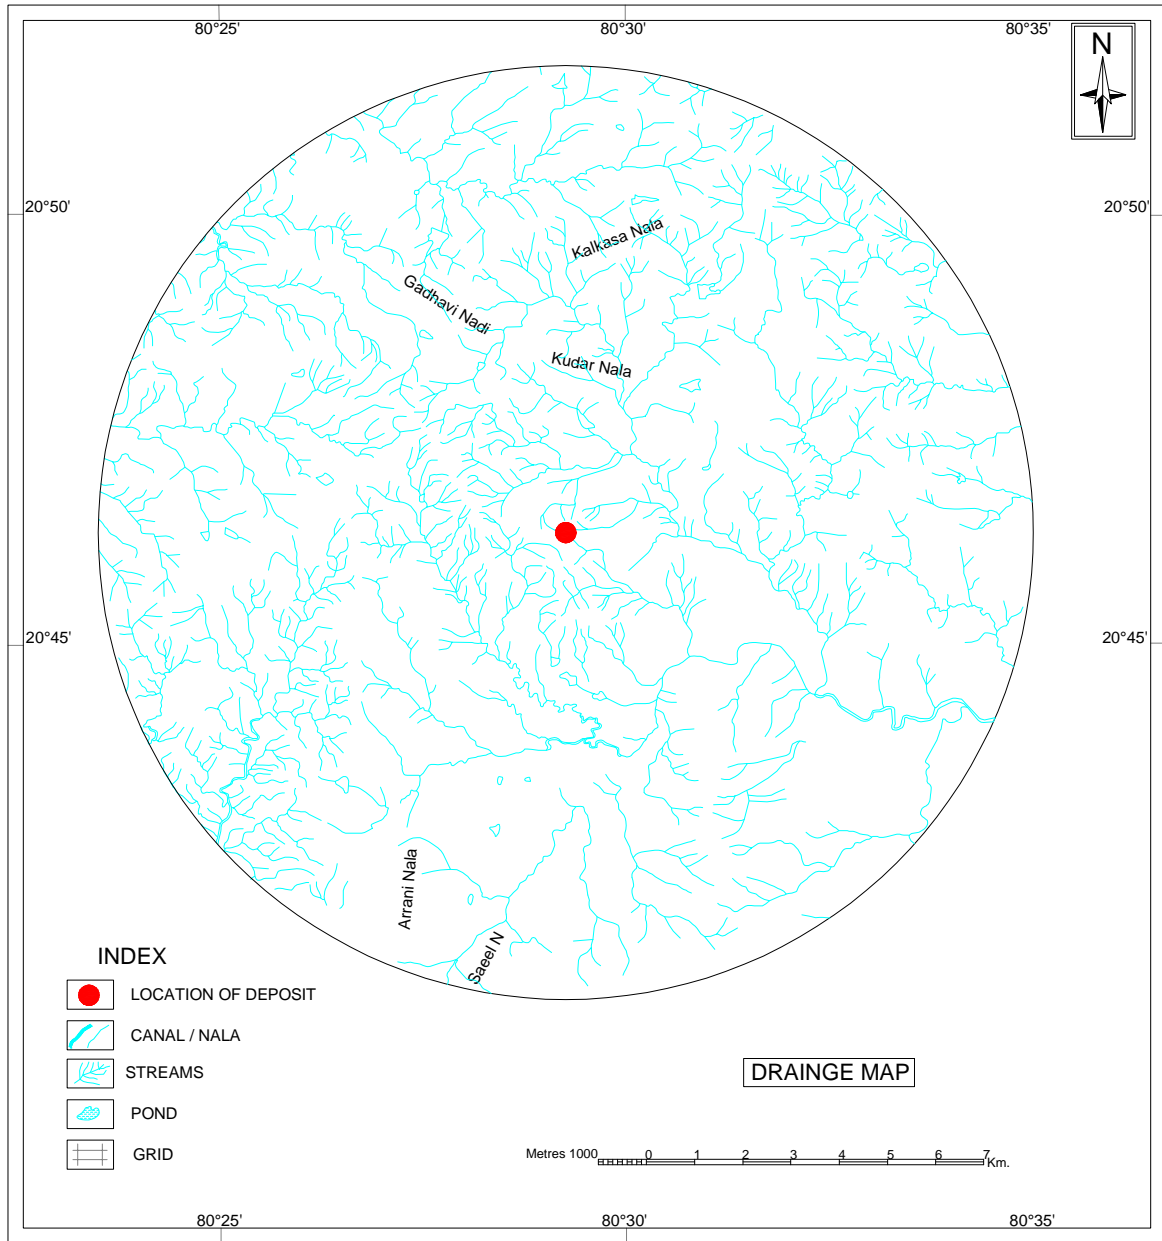 80°25' 80°30' 80°35'
N
20°50' 20°50'
Kalkasa Nala
Gadhavi Nadi
Kudar Nala
20°45' 20°45'
Arrani Nala
Saeel N
INDEX
LOCATION OF DEPOSIT
CANAL / NALA
STREAMS
POND
GRID
DRAINGE MAP
Metres 1000 0 1 2 3 4 5 6 7
Km.
80°25' 80°30' 80°35'